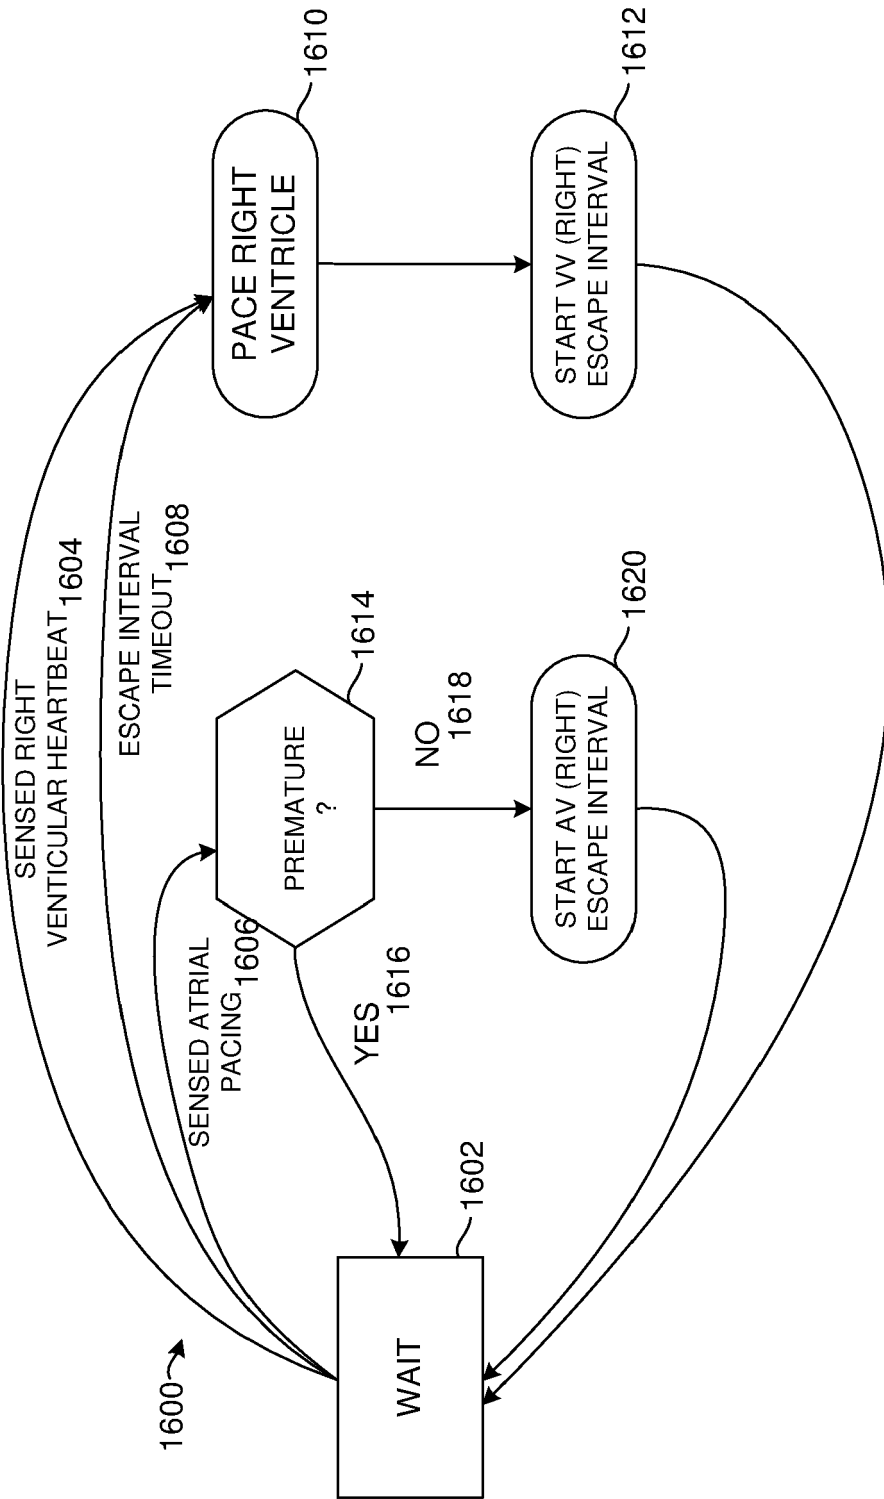 1600
SENSED RIGHT
VENTICULAR HEARTBEAT 1604
ESCAPE INTERVAL
TIMEOUT 1608
SENSED ATRIAL
PACING 1606
PACE RIGHT
VENTRICLE
1610
PREMATURE
?
1614
YES 1616
NO 1618
WAIT
1602
START AV (RIGHT)
ESCAPE INTERVAL
1620
START VV (RIGHT)
ESCAPE INTERVAL
1612